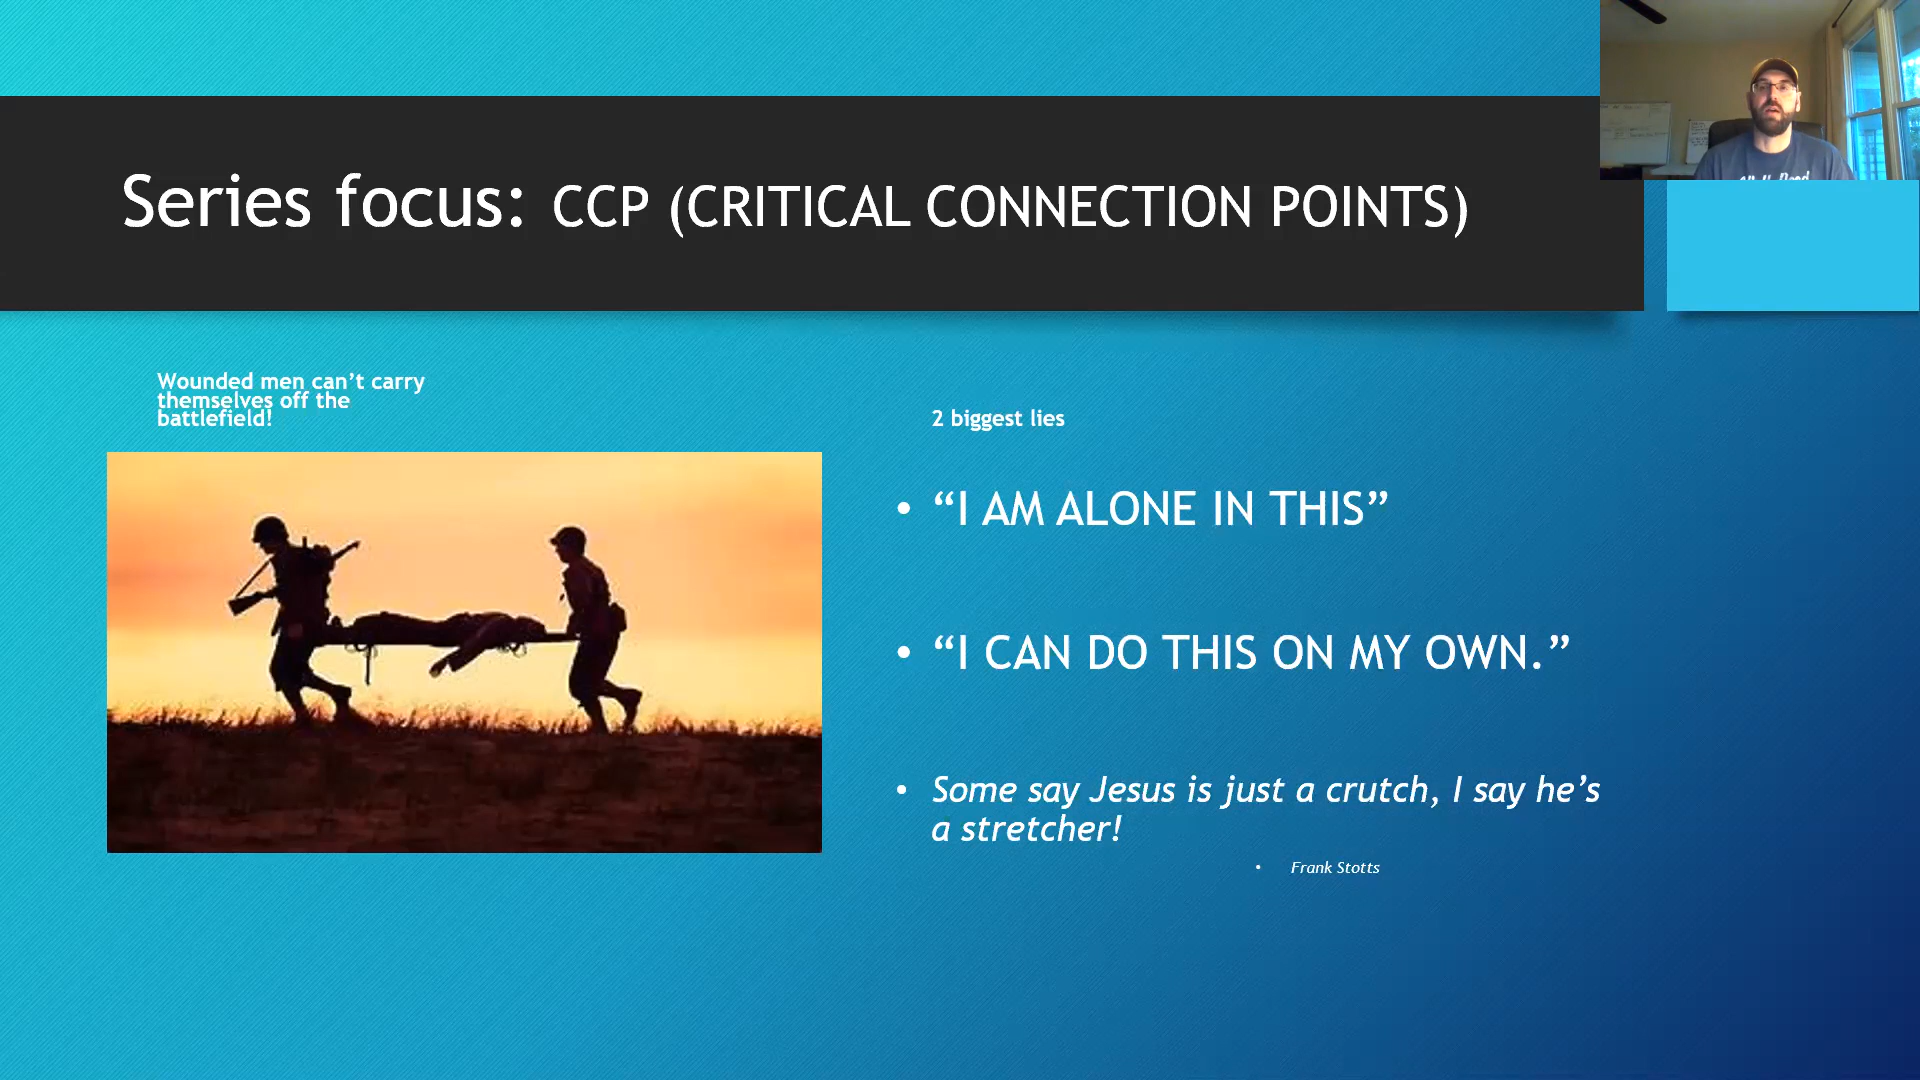 Series focus: CCP (CRITICAL CONNECTION POINTS)
Wounded men can’t carry
themselves off the
battlefield!
2 biggest lies
• “I AM ALONE IN THIS”
• “I CAN DO THIS ON MY OWN.”
• Some say Jesus is just a crutch, I say he’s
a stretcher!
• Frank Stotts